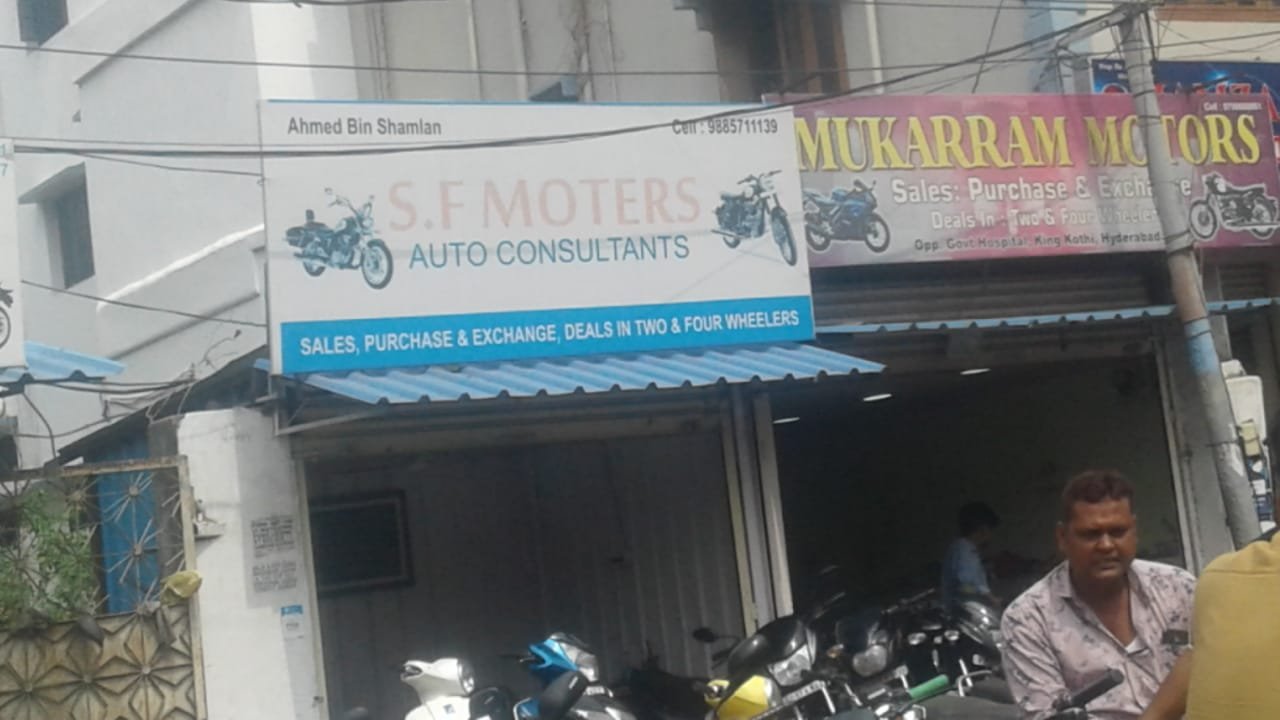 Ahmed Bin Shamlan
Cell : 9885711139
S.F MOTERS
AUTO CONSULTANTS
SALES, PURCHASE & EXCHANGE, DEALS IN TWO & FOUR WHEELERS
MUKARRAM MOTORS
Sales: Purchase & Exchange
Deals In : Two & Four Wheeler
Opp. Govt Hospital, King Kothi, Hyderabad